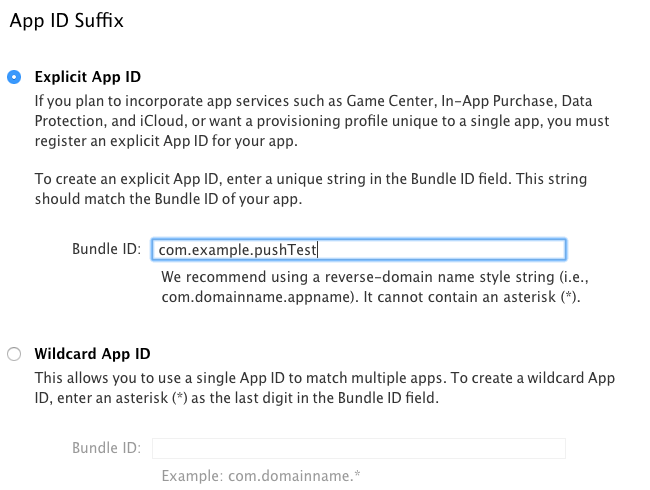 App ID Suffix
Explicit App ID
If you plan to incorporate app services such as Game Center, In-App Purchase, Data
Protection, and iCloud, or want a provisioning profile unique to a single app, you must
register an explicit App ID for your app.
To create an explicit App ID, enter a unique string in the Bundle ID field. This string
should match the Bundle ID of your app.
Bundle ID: com.example.pushTest
We recommend using a reverse-domain name style string (i.e.,
com.domainname.appname). It cannot contain an asterisk (*).
Wildcard App ID
This allows you to use a single App ID to match multiple apps. To create a wildcard App
ID, enter an asterisk (*) as the last digit in the Bundle ID field.
Bundle ID:
Example: com.domainname.*